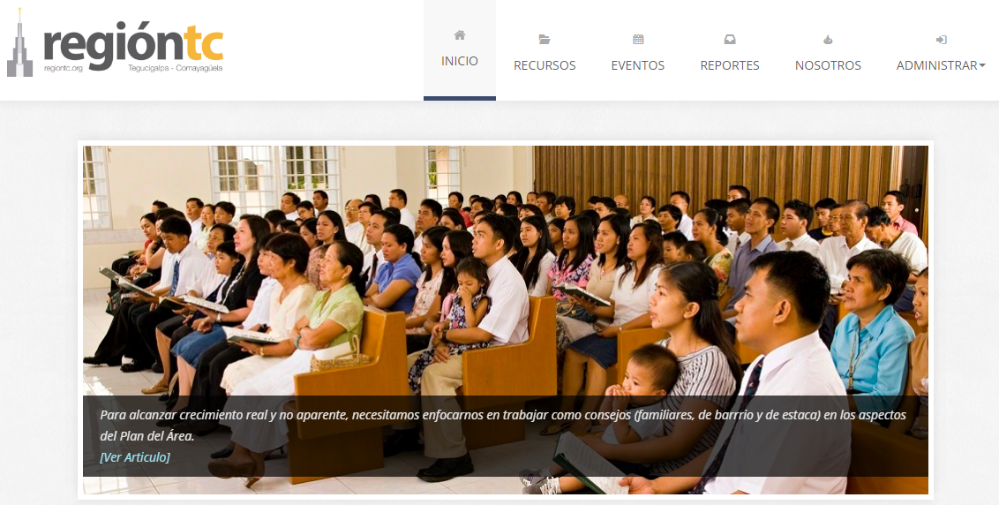 regióntc
regiontc.org Tegucigalpa - Comayagüela
INICIO
RECURSOS
EVENTOS
REPORTES
NOSOTROS
ADMINISTRAR
Para alcanzar crecimiento real y no aparente, necesitamos enfocarnos en trabajar como consejos (familiares, de barrrio y de estaca) en los aspectos
del Plan del Área.
[Ver Articulo]